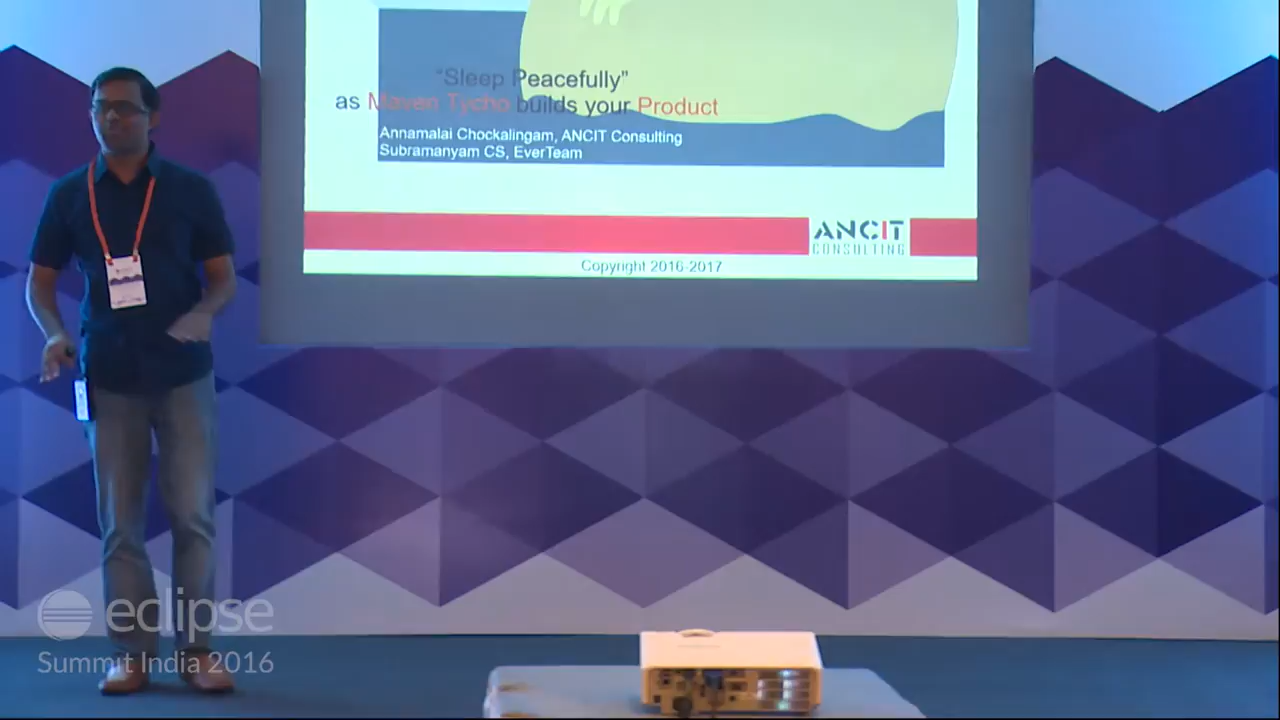 "Sleep Peacefully"
as Maven Tycho builds your Product
Annamalai Chockalingam, ANCIT Consulting
Subramanyam CS, EverTeam
ANCIT
CONSULTING
Copyright 2016-2017
eclipse
Summit India 2016